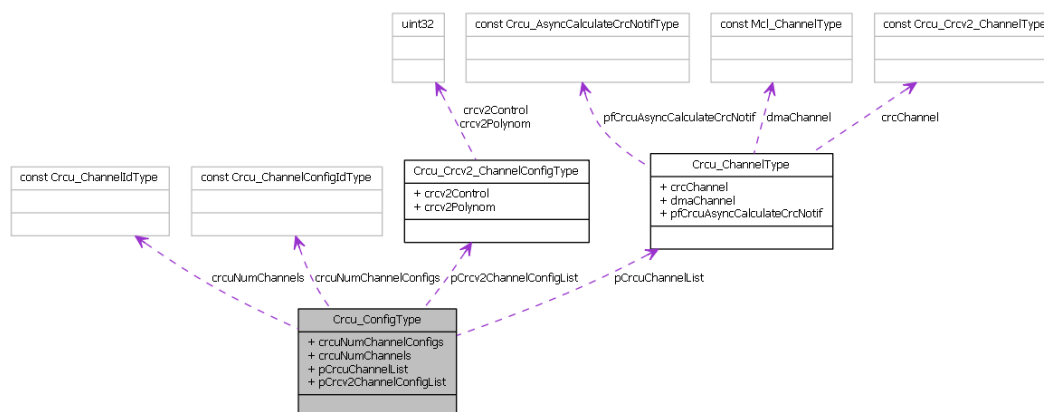 uint32
const Crcu_AsyncCalculateCrcNotifType
const Mcl_ChannelType
const Crcu_Crcv2_ChannelType
crcv2Control
crcv2Polynom
pfCrcuAsyncCalculateCrcNotif
dmaChannel
crcChannel
const Crcu_ChannelIdType
const Crcu_ChannelConfigIdType
Crcu_Crcv2_ChannelConfigType
+ crcv2Control
+ crcv2Polynom
Crcu_ChannelType
+ crcChannel
+ dmaChannel
+ pfCrcuAsyncCalculateCrcNotif
crcuNumChannels
crcuNumChannelConfigs
pCrcv2ChannelConfigList
pCrcuChannelList
Crcu_ConfigType
+ crcuNumChannelConfigs
+ crcuNumChannels
+ pCrcuChannelList
+ pCrcv2ChannelConfigList